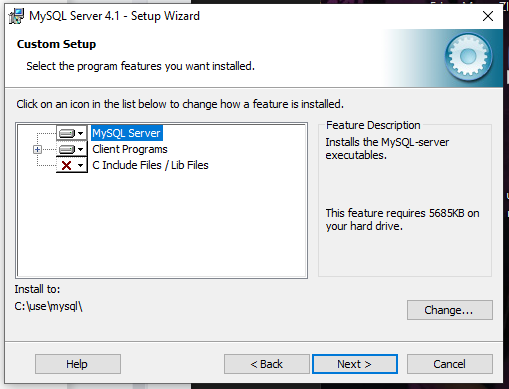 MySQL Server 4.1 - Setup Wizard
Custom Setup
Select the program features you want installed.
Click on an icon in the list below to change how a feature is installed.
MySQL Server
Client Programs
C Include Files / Lib Files
Feature Description
Installs the MySQL-server
executables.
This feature requires 5685KB on
your hard drive.
Install to:
C:\use\mysql\
Change...
Help
< Back
Next >
Cancel